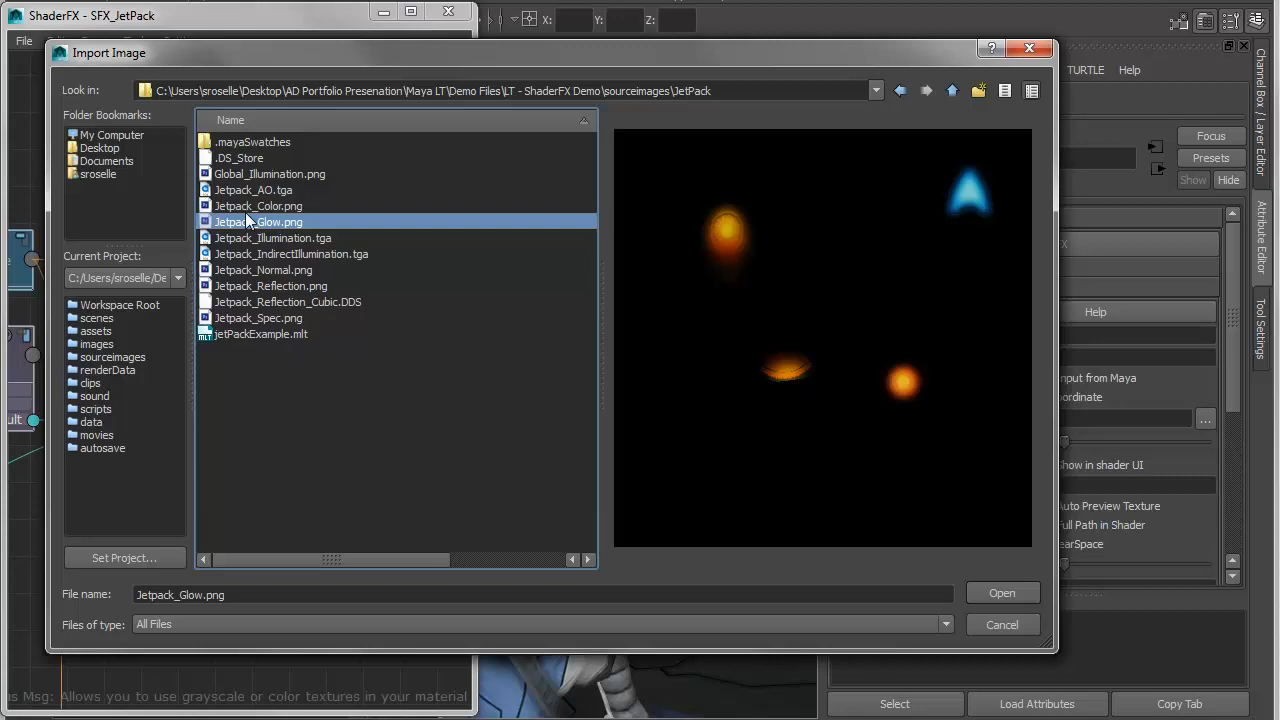 ShaderFX - SFX_JetPack
X:
Y:
Z:
File
Import Image
Look in:
C:\Users\sroselle\Desktop\AD Portfolio Presenation\Maya LT\Demo Files\LT - ShaderFX Demo\sourceimages\JetPack
TURTLE
Help
Folder Bookmarks:
My Computer
Desktop
Documents
sroselle
Name
.mayaSwatches
.DS_Store
Global_Illumination.png
Jetpack_AO.tga
Jetpack_Color.png
Jetpack_Glow.png
Jetpack_Illumination.tga
Jetpack_IndirectIllumination.tga
Jetpack_Normal.png
Jetpack_Reflection.png
Jetpack_Reflection_Cubic.DDS
Jetpack_Spec.png
jetPackExample.mlt
Current Project:
C:/Users/sroselle/De
Workspace Root
scenes
assets
images
sourceimages
renderData
clips
sound
scripts
data
movies
autosave
Set Project...
File name:
Jetpack_Glow.png
Open
Files of type:
All Files
Cancel
Focus
Presets
Show
Hide
X
Help
nput from Maya
oordinate
...
Show in shader UI
Auto Preview Texture
Full Path in Shader
earSpace
Channel Box / Layer Editor
Attribute Editor
Tool Settings
ult
ns Msg: Allows you to use grayscale or color textures in your material
Select
Load Attributes
Copy Tab